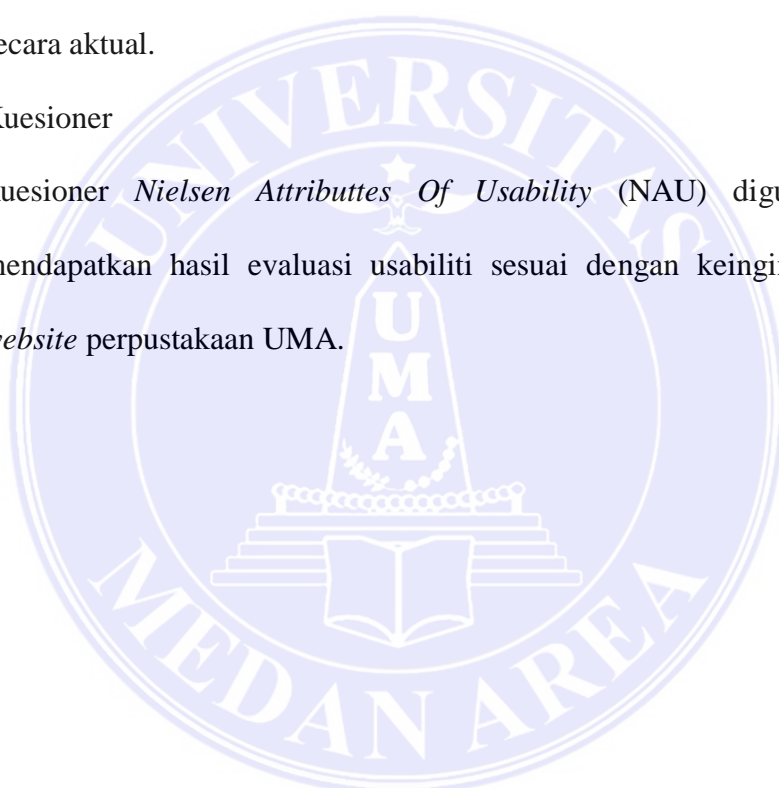 ecara aktual.
Kuesioner
uesioner Nielsen Attributtes Of Usability (NAU) digu
mendapatkan hasil evaluasi usabiliti sesuai dengan keingi
website perpustakaan UMA.
UNIVERSITAS
UMA
MEDAN AREA